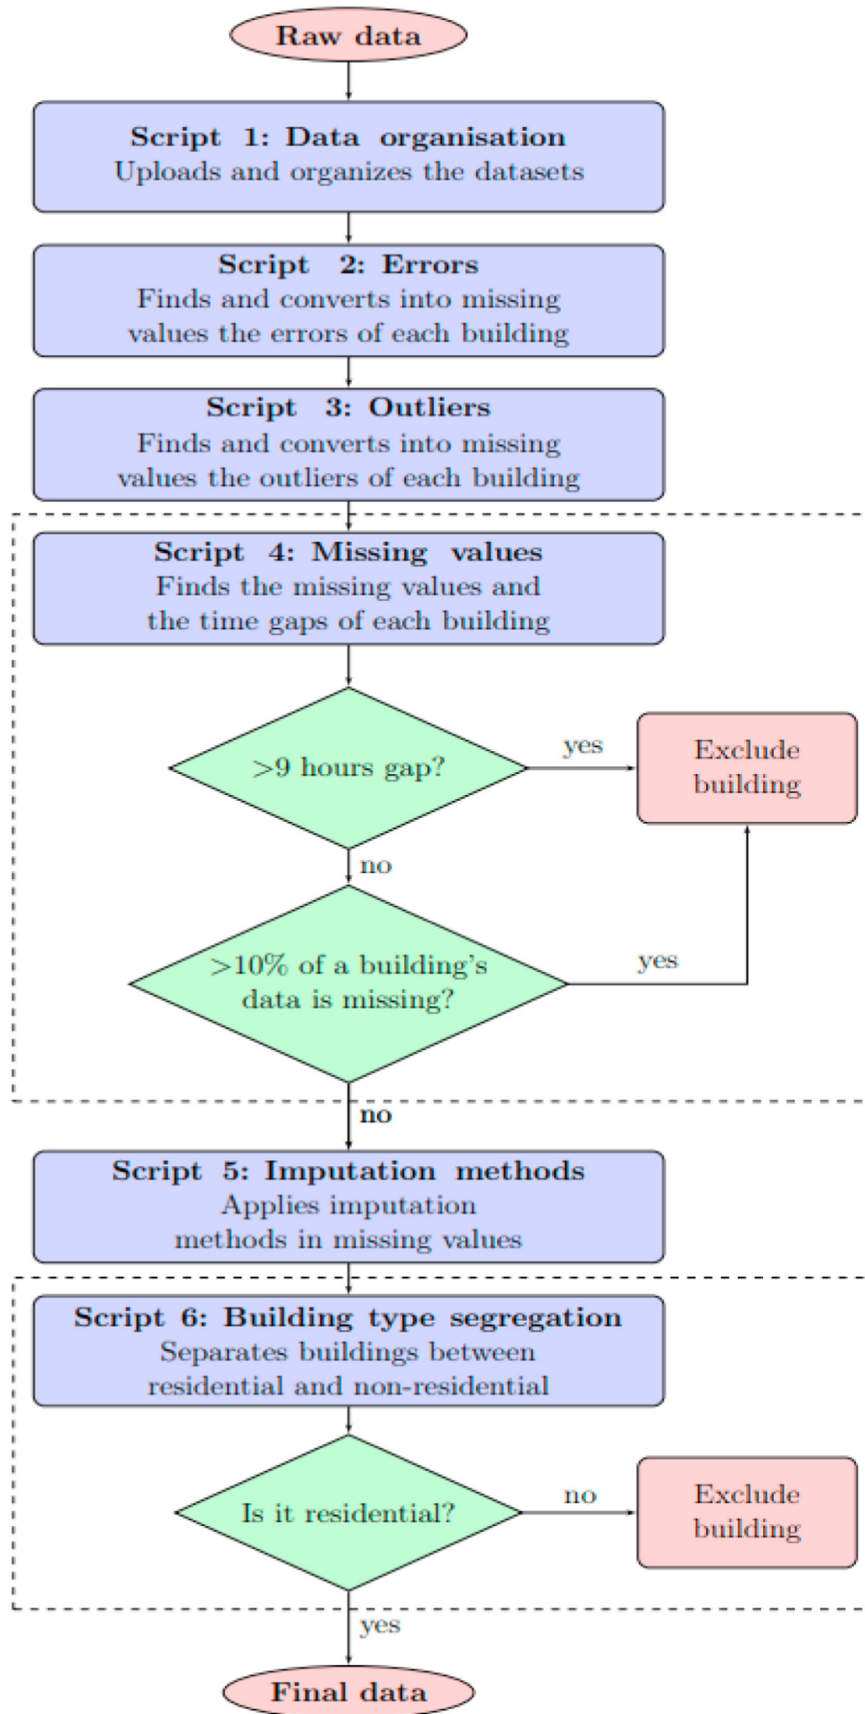 Raw data
Script 1: Data organisation
Uploads and organizes the datasets
Script 2: Errors
Finds and converts into missing
values the errors of each building
Script 3: Outliers
Finds and converts into missing
values the outliers of each building
Script 4: Missing values
Finds the missing values and
the time gaps of each building
>9 hours gap?
yes
Exclude
building
no
>10% of a building's
data is missing?
yes
no
Script 5: Imputation methods
Applies imputation
methods in missing values
Script 6: Building type segregation
Separates buildings between
residential and non-residential
Is it residential?
no
Exclude
building
yes
Final data